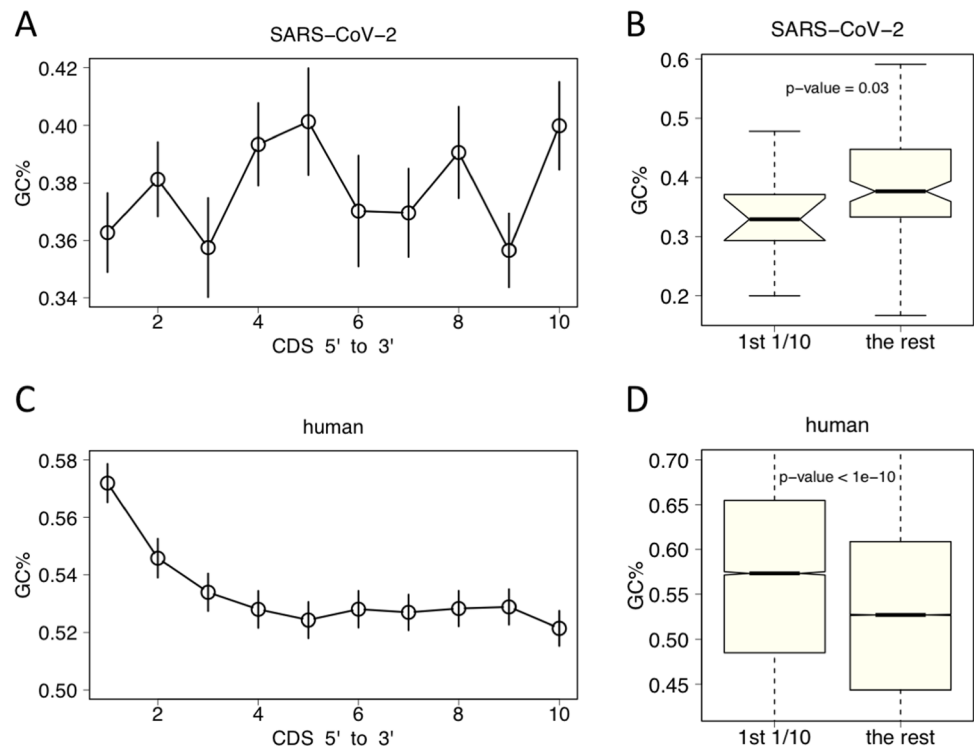 A
SARS−CoV−2
GC%
0.42
0.40
0.38
0.36
0.34
2 4 6 8 10
CDS 5' to 3'
B
SARS−CoV−2
p−value = 0.03
GC%
0.6
0.5
0.4
0.3
0.2
1st 1/10 the rest
C
human
GC%
0.58
0.56
0.54
0.52
0.50
2 4 6 8 10
CDS 5' to 3'
D
human
p−value < 1e−10
GC%
0.70
0.65
0.60
0.55
0.50
0.45
1st 1/10 the rest